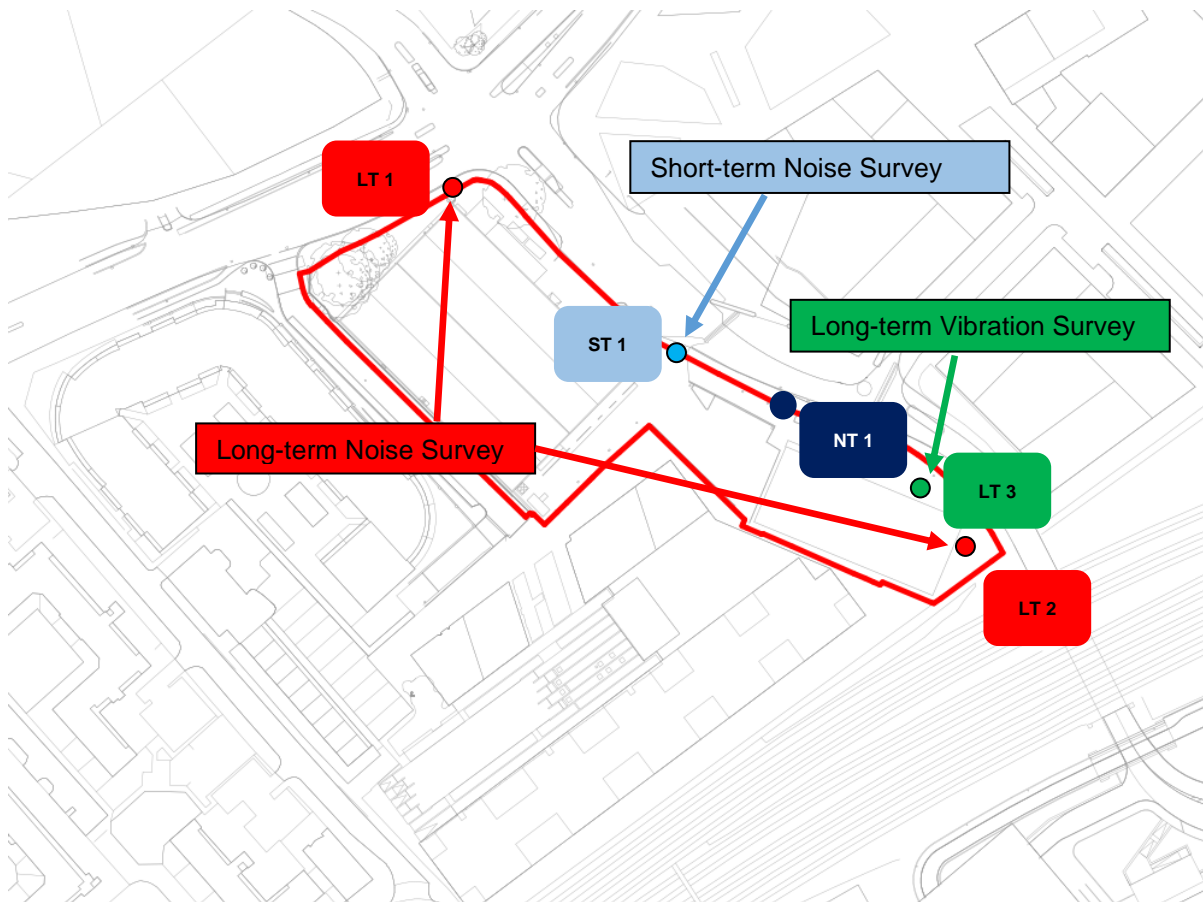 LT 1
Short-term Noise Survey
Long-term Vibration Survey
ST 1
NT 1
Long-term Noise Survey
LT 3
LT 2